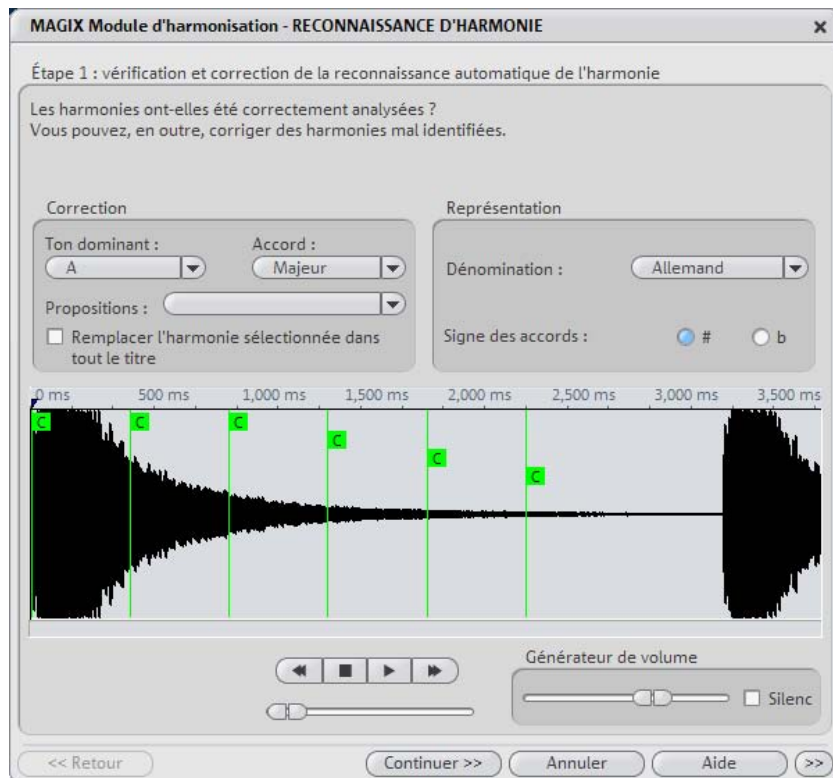 MAGIX Module d'harmonisation - RECONNAISSANCE D'HARMONIE
Étape 1 : vérification et correction de la reconnaissance automatique de l'harmonie
Les harmonies ont-elles été correctement analysées ?
Vous pouvez, en outre, corriger des harmonies mal identifiées.
Correction
Ton dominant :
Accord :
A
Majeur
Propositions :
Remplacer l'harmonie sélectionnée dans
tout le titre
Représentation
Dénomination :
Allemand
Signe des accords :
#
b
0 ms 500 ms 1,000 ms 1,500 ms 2,000 ms 2,500 ms 3,000 ms 3,500 ms
C C C C C C
Générateur de volume
Silenc
<< Retour
Continuer >>
Annuler
Aide
>>